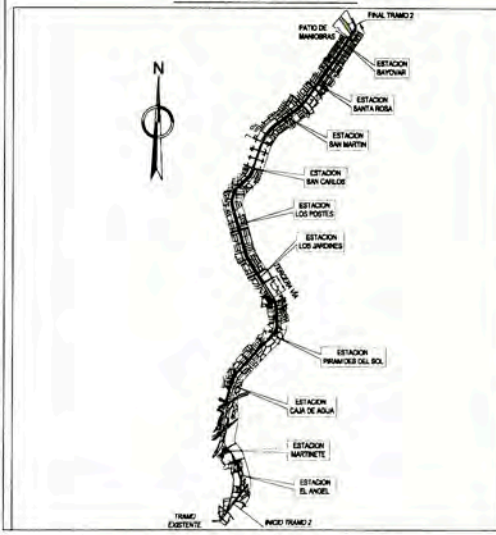 FINAL TRAMO 2
PATIO DE
MANIOBRAS
ESTACION
BAYOVAR
N
ESTACION
SANTA ROSA
ESTACION
SAN MARTIN
ESTACION
SAN CARLOS
ESTACION
LOS POSTES
ESTACION
LOS JARDINES
TERCERA VÍA
ESTACION
PIRAMIDES DEL SOL
ESTACION
CAJA DE AGUA
ESTACION
MARTINETE
ESTACION
EL ANGEL
TRAMO
EXISTENTE
INICIO TRAMO 2